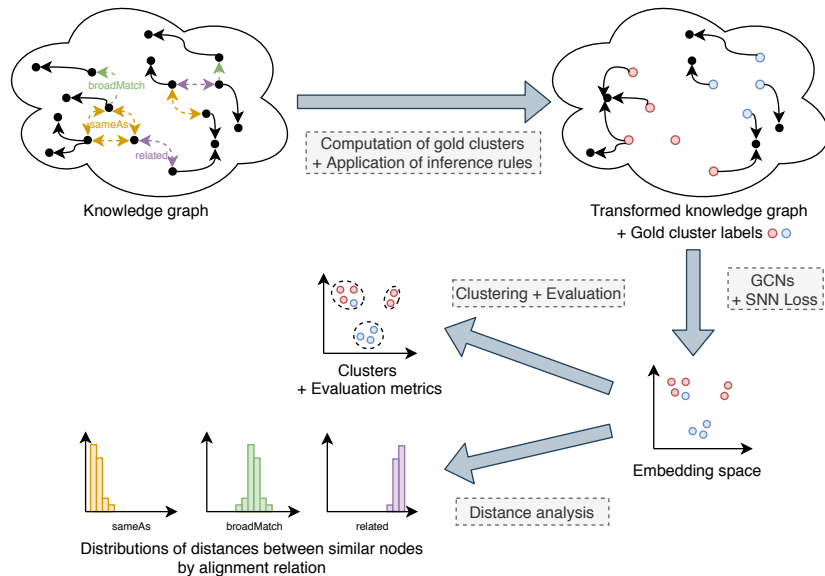 broadMatch
sameAs
related
Knowledge graph
Computation of gold clusters
+ Application of inference rules
Transformed knowledge graph
+ Gold cluster labels
GCNs
+ SNN Loss
Clustering + Evaluation
Clusters
+ Evaluation metrics
Embedding space
sameAs
broadMatch
related
Distance analysis
Distributions of distances between similar nodes
by alignment relation